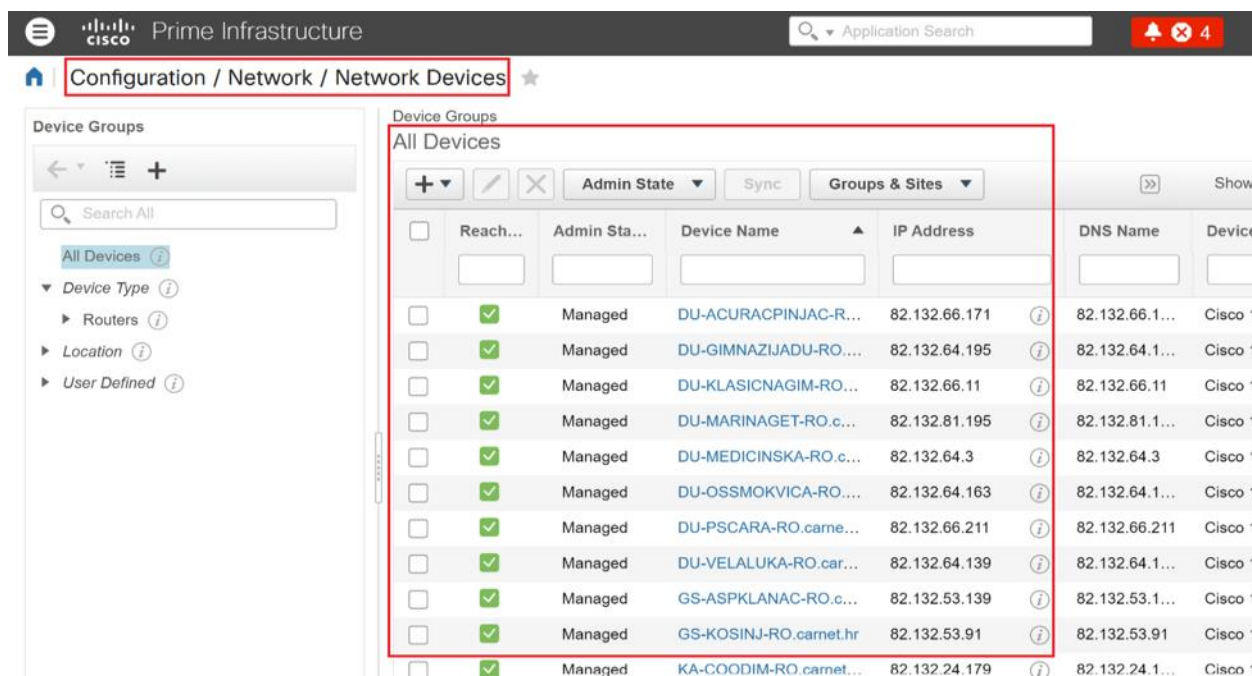 cisco Prime Infrastructure Application Search 4
Configuration / Network / Network Devices
Device Groups
Search All
All Devices
Device Type
Routers
Location
User Defined
Device Groups
All Devices
Admin State Sync Groups & Sites Show
Reach... Admin Sta... Device Name IP Address DNS Name Device
Managed DU-ACURACPINJAC-R... 82.132.66.171 82.132.66.1... Cisco
Managed DU-GIMNAZIJADU-RO.... 82.132.64.195 82.132.64.1... Cisco
Managed DU-KLASICNAGIM-RO... 82.132.66.11 82.132.66.11 Cisco
Managed DU-MARINAGET-RO.c... 82.132.81.195 82.132.81.1... Cisco
Managed DU-MEDICINSKA-RO.c... 82.132.64.3 82.132.64.3 Cisco
Managed DU-OSSMOKVICA-RO.... 82.132.64.163 82.132.64.1... Cisco
Managed DU-PSCARA-RO.carne... 82.132.66.211 82.132.66.211 Cisco
Managed DU-VELALUKA-RO.car... 82.132.64.139 82.132.64.1... Cisco
Managed GS-ASPKLANAC-RO.c... 82.132.53.139 82.132.53.1... Cisco
Managed GS-KOSINJ-RO.carnet.hr 82.132.53.91 82.132.53.91 Cisco
Managed KA-COODIM-RO.carnet... 82.132.24.179 82.132.24.1... Cisco